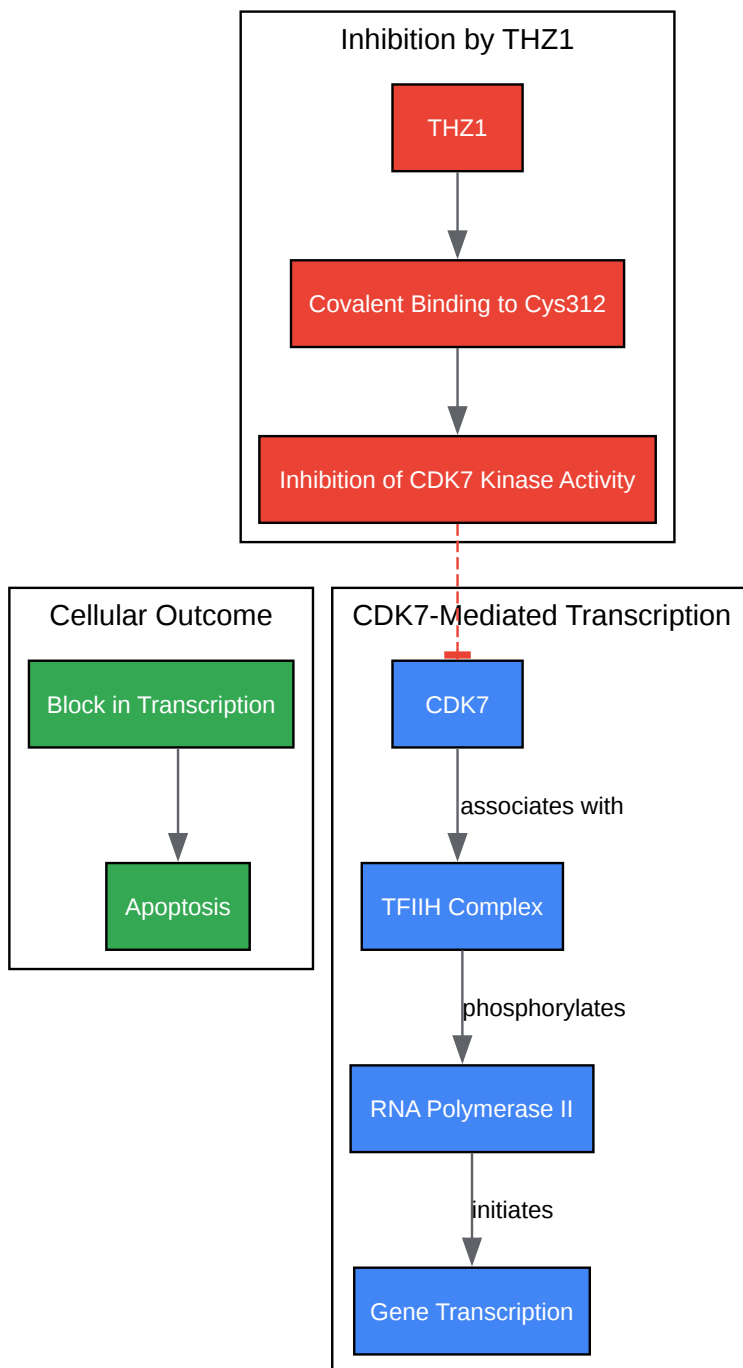 Inhibition by THZ1
THZ1
Covalent Binding to Cys312
Inhibition of CDK7 Kinase Activity
Cellular Outcome
Block in Transcription
Apoptosis
CDK7-Mediated Transcription
CDK7
associates with
TFIIH Complex
phosphorylates
RNA Polymerase II
initiates
Gene Transcription